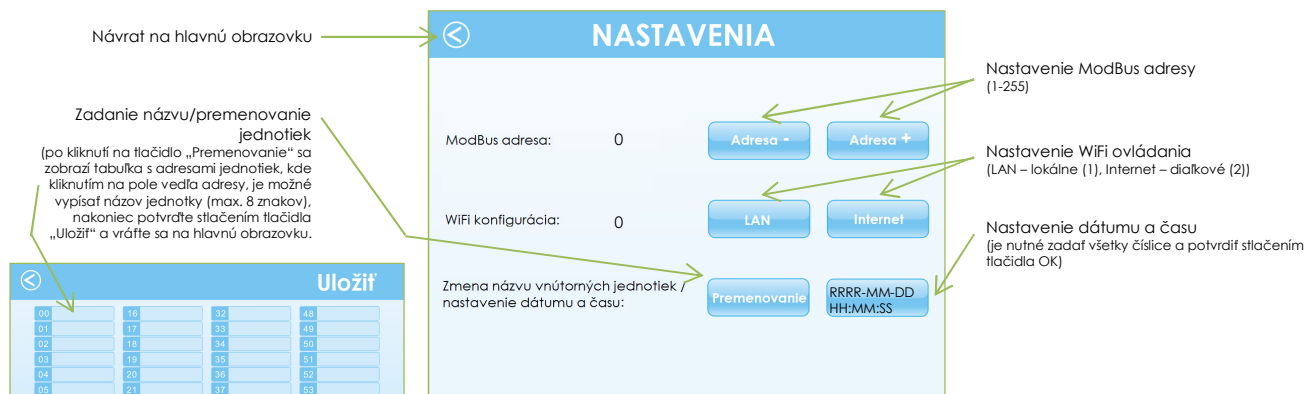 Návrat na hlavnú obrazovku
Zadanie názvu/premenovanie
jednotiek
(po kliknutí na tlačidlo „Premenovanie“ sa
zobrazí tabuľka s adresami jednotiek, kde
kliknutím na pole vedľa adresy, je možné
vypísať názov jednotky (max. 8 znakov),
nakoniec potvrďte stlačením tlačidla
„Uložiť“ a vráťte sa na hlavnú obrazovku.
Uložiť
00 16 32 48
01 17 33 49
02 18 34 50
03 19 35 51
04 20 36 52
05 21 37 53
NASTAVENIA
ModBus adresa: 0 Adresa - Adresa +
WiFi konfigurácia: 0 LAN Internet
Zmena názvu vnútorných jednotiek /
nastavenie dátumu a času:
Premenovanie
RRRR-MM-DD
HH:MM:SS
Nastavenie ModBus adresy
(1-255)
Nastavenie WiFi ovládania
(LAN – lokálne (1), Internet – diaľkové (2))
Nastavenie dátumu a času
(je nutné zadať všetky číslice a potvrdiť stlačením
tlačidla OK)